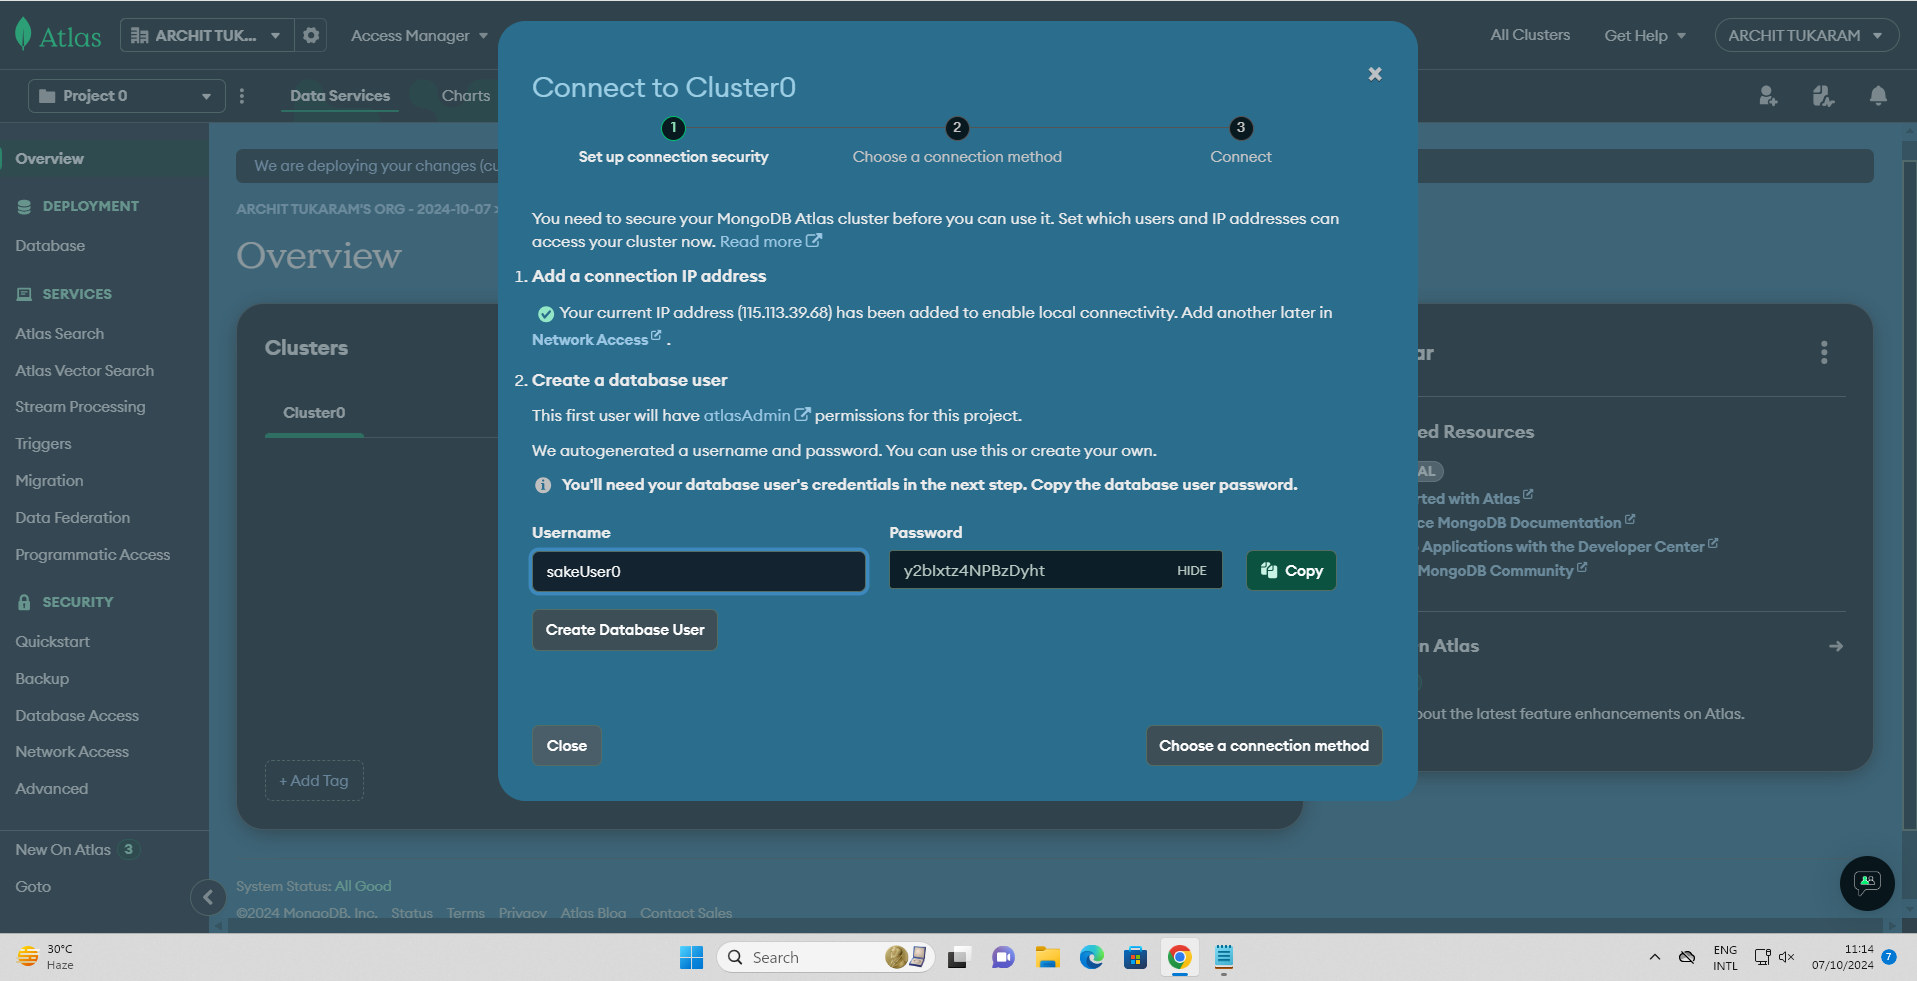 Atlas
ARCHIT TUK...
Access Manager
All Clusters
Get Help
ARCHIT TUKARAM
Project 0
Data Services
Charts
Overview
DEPLOYMENT
Database
SERVICES
Atlas Search
Atlas Vector Search
Stream Processing
Triggers
Migration
Data Federation
Programmatic Access
SECURITY
Quickstart
Backup
Database Access
Network Access
Advanced
New On Atlas 3
Goto
We are deploying your changes (cu
ARCHIT TUKARAM'S ORG - 2024-10-07 >
Overview
Clusters
Cluster0
+ Add Tag
Connect to Cluster0
1
2
3
Set up connection security
Choose a connection method
Connect
You need to secure your MongoDB Atlas cluster before you can use it. Set which users and IP addresses can
access your cluster now. Read more
1. Add a connection IP address
Your current IP address (115.113.39.68) has been added to enable local connectivity. Add another later in
Network Access .
2. Create a database user
This first user will have atlasAdmin permissions for this project.
We autogenerated a username and password. You can use this or create your own.
You'll need your database user's credentials in the next step. Copy the database user password.
Username
Password
sakeUser0
y2bIxtz4NPBzDyht
HIDE
Copy
Create Database User
Close
Choose a connection method
ar
ed Resources
AL
rted with Atlas
ce MongoDB Documentation
Applications with the Developer Center
MongoDB Community
n Atlas
bout the latest feature enhancements on Atlas.
System Status: All Good
©2024 MongoDB, Inc. Status Terms Privacy Atlas Blog Contact Sales
30°C
Haze
Search
ENG
INTL
11:14
07/10/2024
7